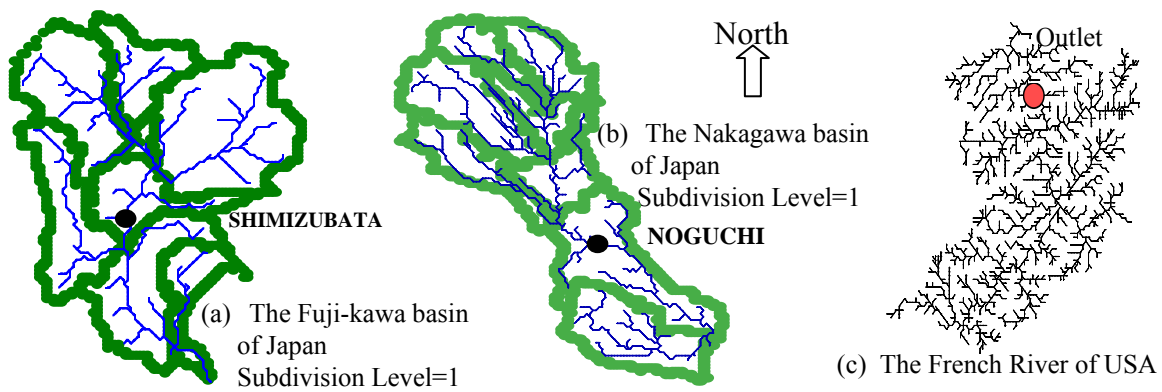 SHIMIZUBATA
(a) The Fuji-kawa basin
of Japan
Subdivision Level=1
North
(b) The Nakagawa basin
of Japan
Subdivision Level=1
NOGUCHI
Outlet
(c) The French River of USA